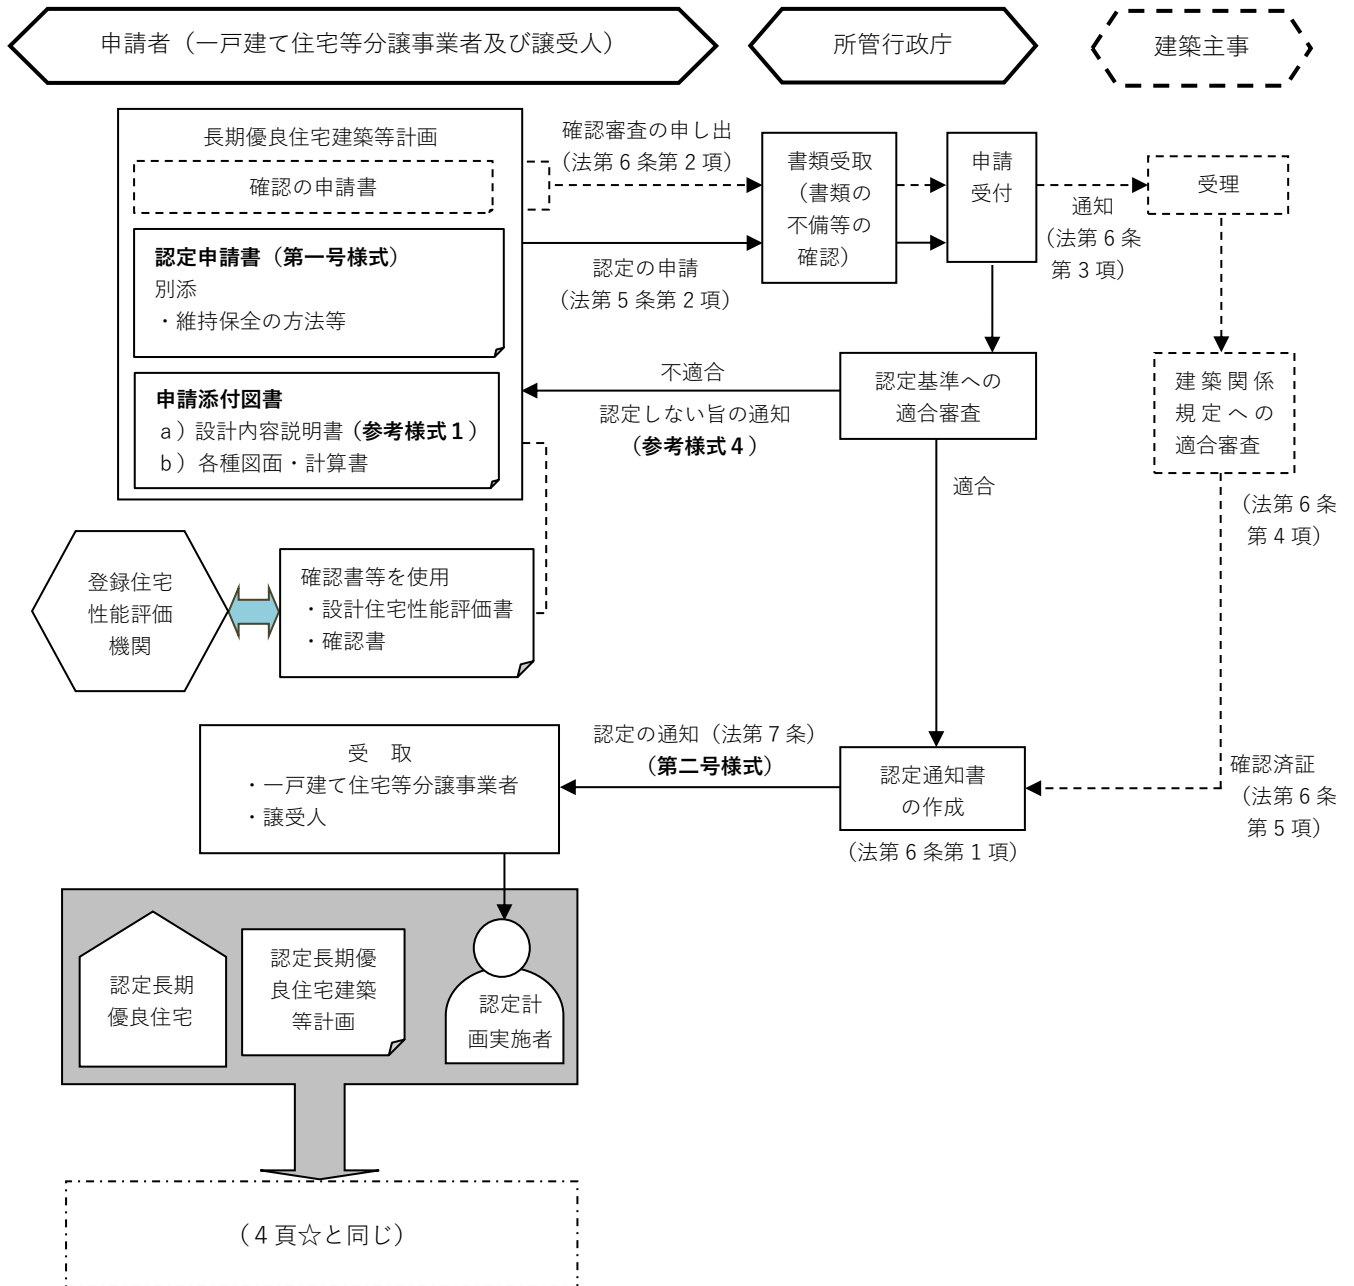 申請者（一戸建て住宅等分譲事業者及び譲受人）
所管行政庁
建築主事
長期優良住宅建築等計画
確認の申請書
認定申請書（第一号様式）
別添
・維持保全の方法等
申請添付図書
ａ）設計内容説明書（参考様式１）
ｂ）各種図面・計算書
確認審査の申し出
（法第６条第２項）
認定の申請
（法第５条第２項）
書類受取
（書類の
不備等の
確認）
申請
受付
通知
（法第６条
第３項）
受理
不適合
認定しない旨の通知
（参考様式４）
認定基準への
適合審査
建築関係
規定への
適合審査
（法第６条
第４項）
適合
登録住宅
性能評価
機関
確認書等を使用
・設計住宅性能評価書
・確認書
受　取
・一戸建て住宅等分譲事業者
・譲受人
認定の通知（法第７条）
（第二号様式）
認定通知書
の作成
（法第６条第１項）
確認済証
（法第６条
第５項）
認定長期
優良住宅
認定長期優
良住宅建築
等計画
認定計
画実施者
（４頁☆と同じ）